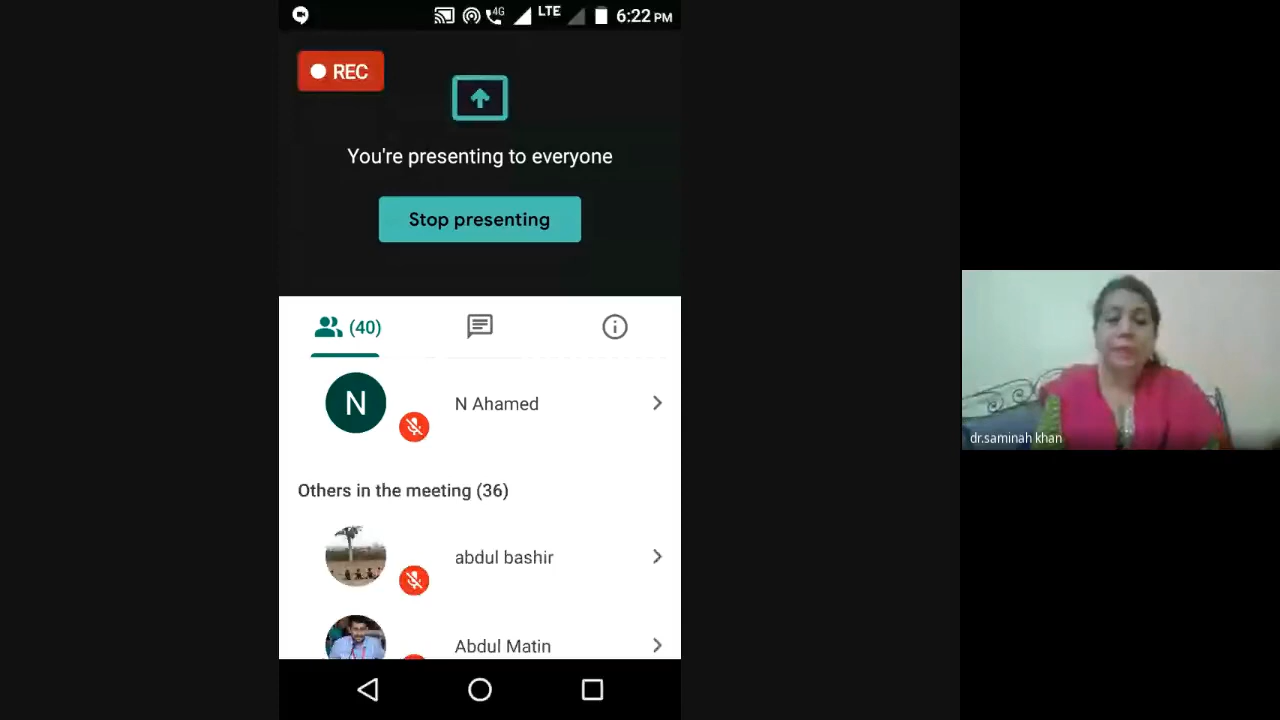 4G LTE 6:22 PM
REC
You're presenting to everyone
Stop presenting
(40)
N
N Ahamed
Others in the meeting (36)
abdul bashir
Abdul Matin
dr.saminah khan